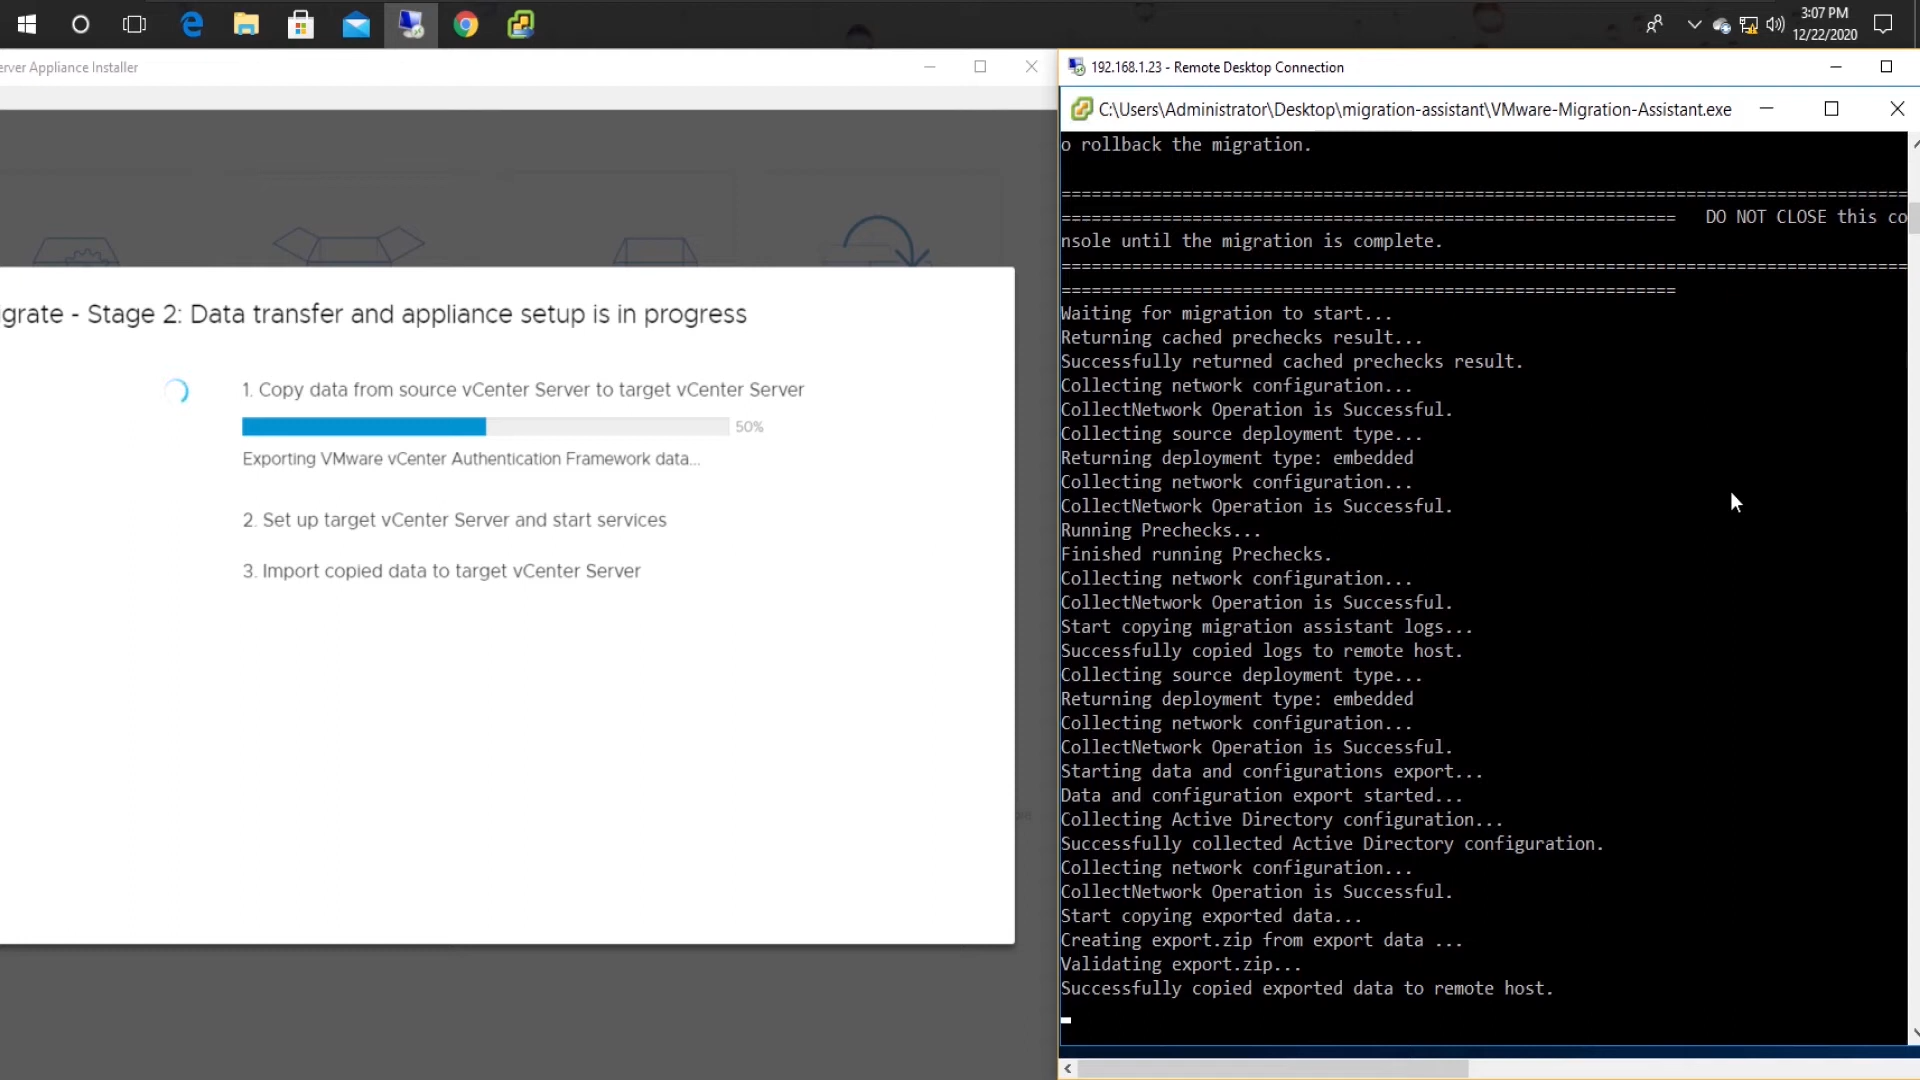 3:07 PM
12/22/2020
erver Appliance Installer
192.168.1.23 - Remote Desktop Connection
C:\Users\Administrator\Desktop\migration-assistant\VMware-Migration-Assistant.exe
igrate - Stage 2: Data transfer and appliance setup is in progress
1. Copy data from source vCenter Server to target vCenter Server
50%
Exporting VMware vCenter Authentication Framework data...
2. Set up target vCenter Server and start services
3. Import copied data to target vCenter Server
o rollback the migration.
=====================================================================================
============================================================= DO NOT CLOSE this co
nsole until the migration is complete.
=====================================================================================
=============================================================
Waiting for migration to start...
Returning cached prechecks result...
Successfully returned cached prechecks result.
Collecting network configuration...
CollectNetwork Operation is Successful.
Collecting source deployment type...
Returning deployment type: embedded
Collecting network configuration...
CollectNetwork Operation is Successful.
Running Prechecks...
Finished running Prechecks.
Collecting network configuration...
CollectNetwork Operation is Successful.
Start copying migration assistant logs...
Successfully copied logs to remote host.
Collecting source deployment type...
Returning deployment type: embedded
Collecting network configuration...
CollectNetwork Operation is Successful.
Starting data and configurations export...
Data and configuration export started...
Collecting Active Directory configuration...
Successfully collected Active Directory configuration.
Collecting network configuration...
CollectNetwork Operation is Successful.
Start copying exported data...
Creating export.zip from export data ...
Validating export.zip...
Successfully copied exported data to remote host.